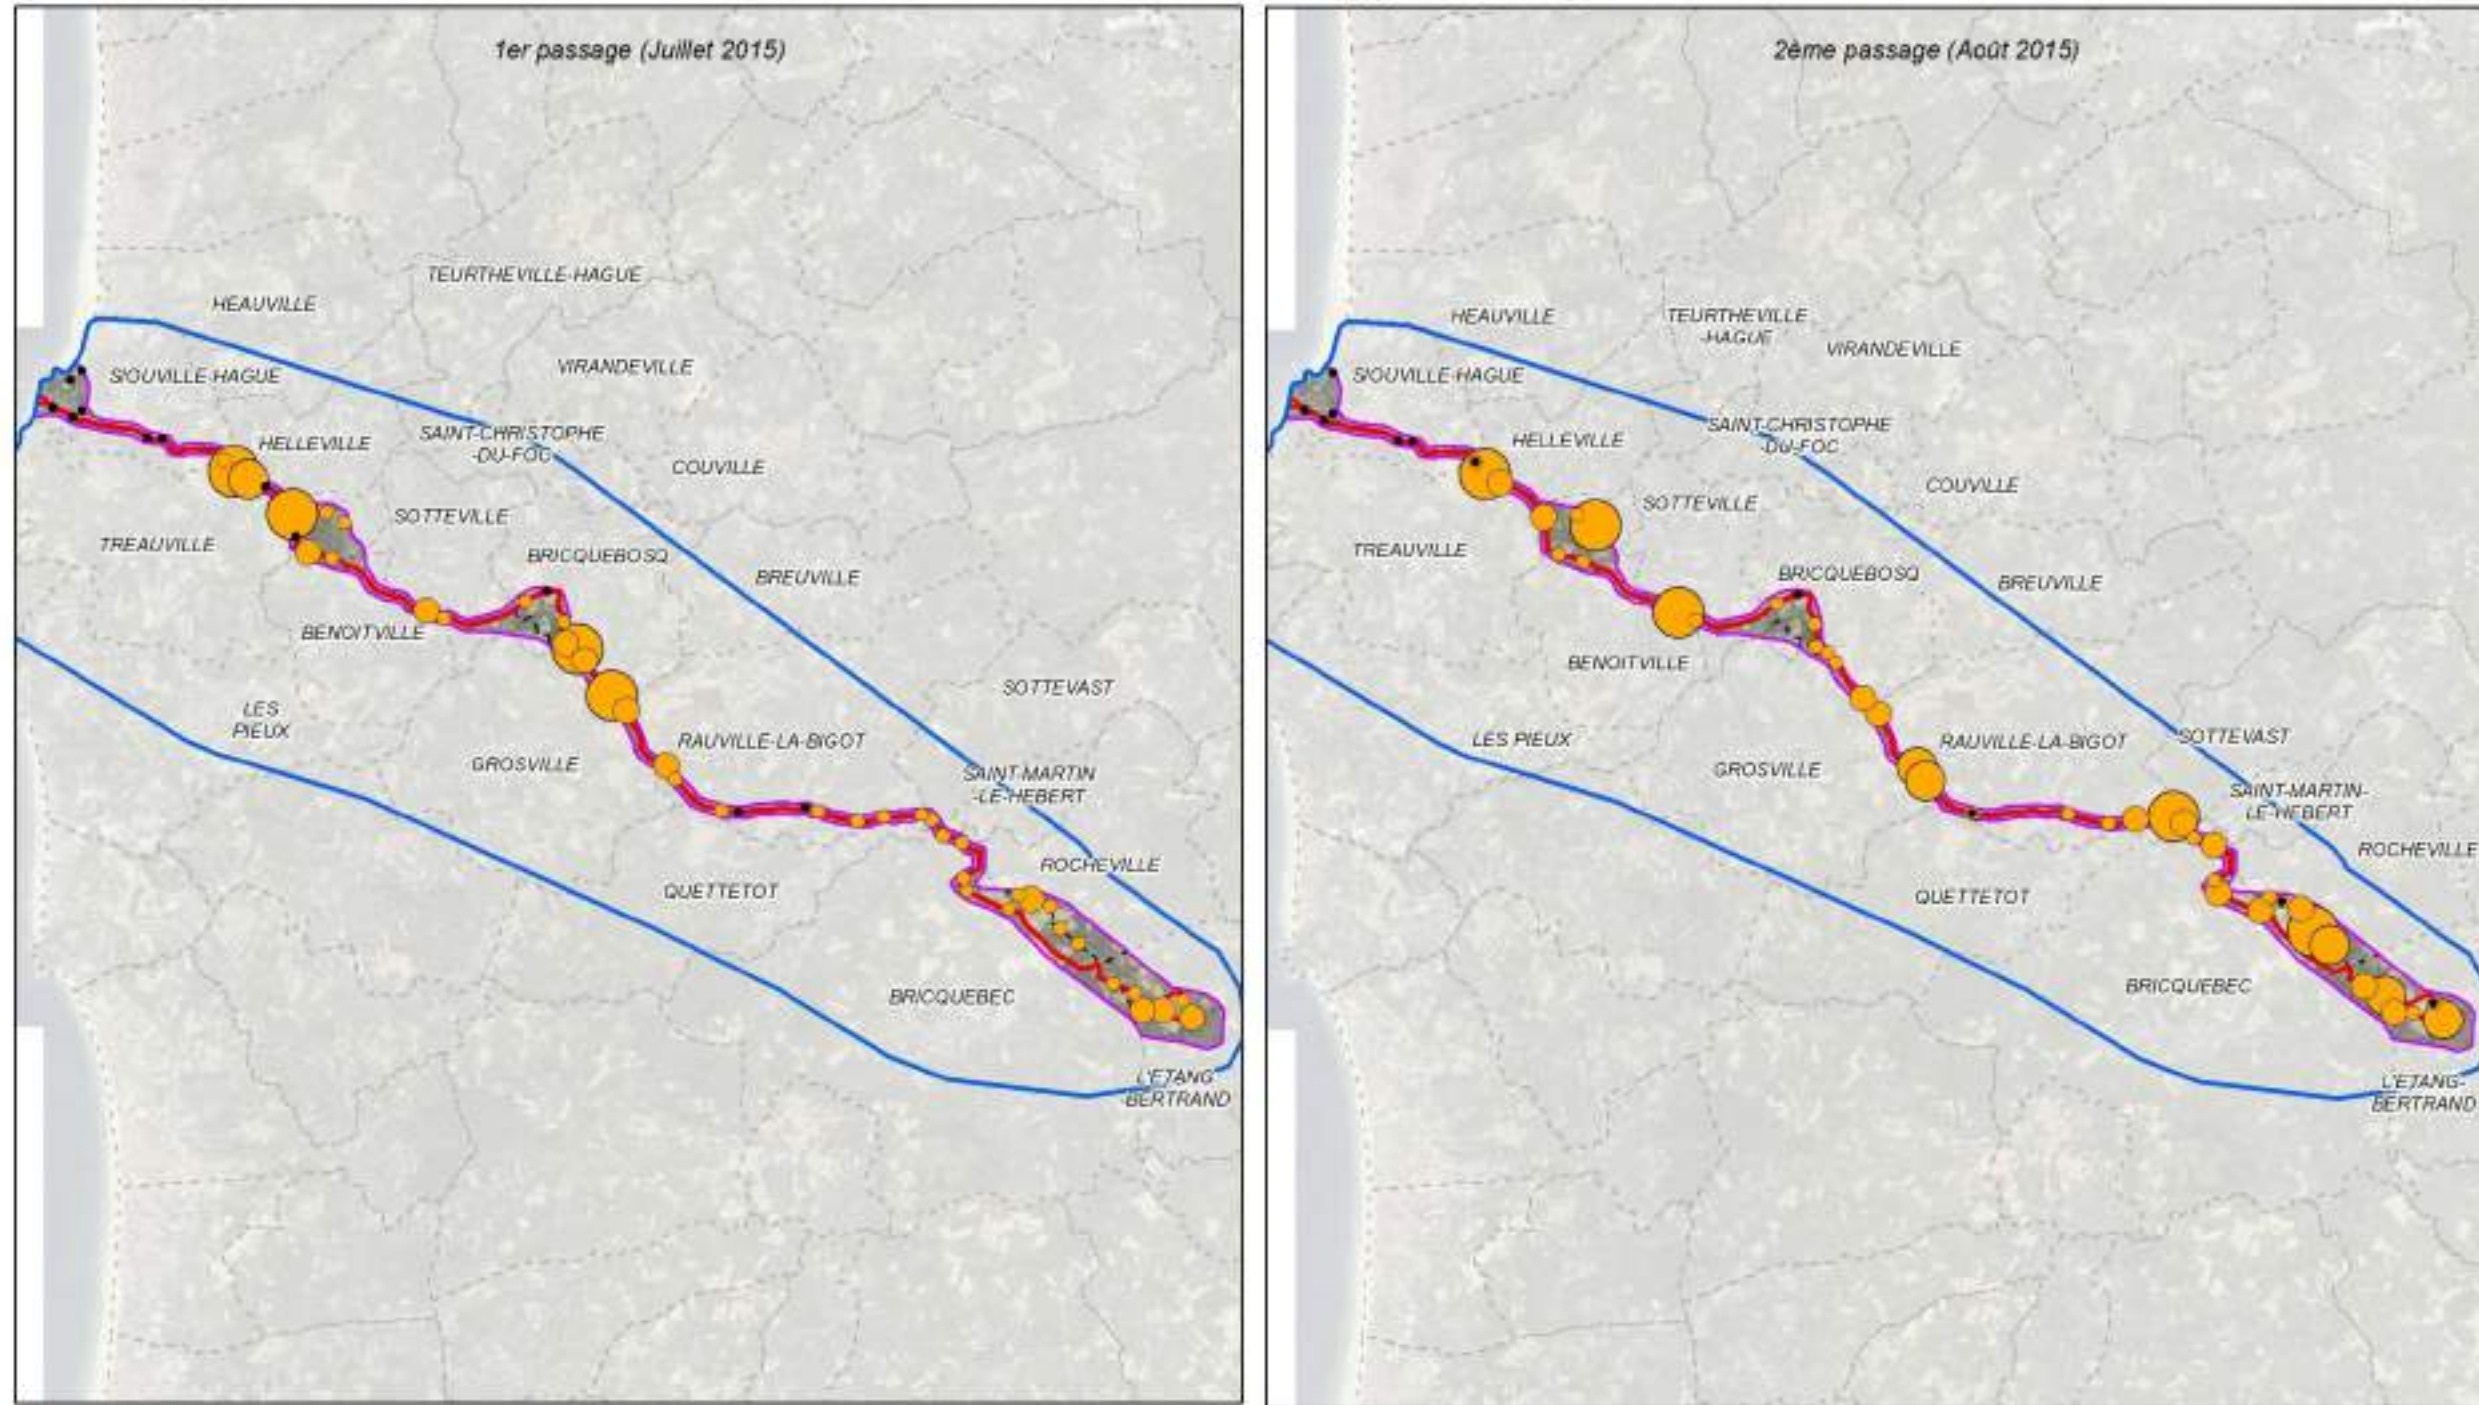 1er passage (Juillet 2015)
TEURTHEVILLE-HAGUE
HEAUVILLE
VIRANDEVILLE
SIOUVILLE-HAGUE
SAINT-CHRISTOPHE
-DU-FOC
HELLEVILLE
COUVILLE
SOTTEVILLE
TREAUVILLE
BRICQUEBOSQ
BREUVILLE
BENOITVILLE
SOTTEVAST
LES
PIEUX
RAUVILLE-LA-BIGOT
GROSVILLE
SAINT-MARTIN
-LE-HEBERT
ROCHEVILLE
QUETTETOT
BRICQUEBEC
L'ETANG
-BERTRAND
2ème passage (Août 2015)
HEAUVILLE
TEURTHEVILLE
-HAGUE
VIRANDEVILLE
SIOUVILLE-HAGUE
SAINT-CHRISTOPHE
-DU-FOC
HELLEVILLE
COUVILLE
SOTTEVILLE
TREAUVILLE
BRICQUEBOSQ
BREUVILLE
BENOITVILLE
LES PIEUX
RAUVILLE-LA-BIGOT
SOTTEVAST
GROSVILLE
SAINT-MARTIN-
LE-HEBERT
ROCHEVILLE
QUETTETOT
BRICQUEBEC
L'ETANG-
BERTRAND